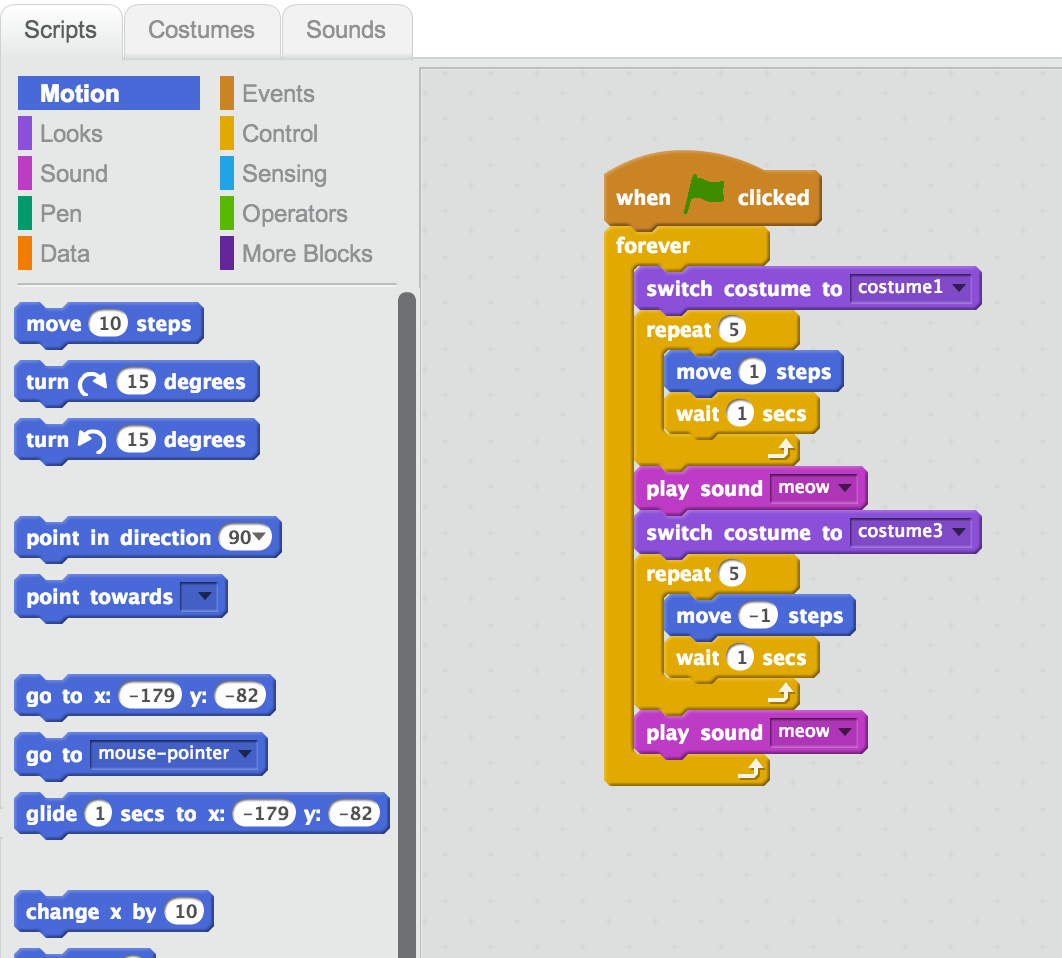 Scripts Costumes Sounds
Motion Events
Looks Control
Sound Sensing
Pen Operators
Data More Blocks
move 10 steps
turn 15 degrees
turn 15 degrees
point in direction 90
point towards
go to x: -179 y: -82
go to mouse-pointer
glide 1 secs to x: -179 y: -82
change x by 10
when clicked
forever
switch costume to costume1
repeat 5
move 1 steps
wait 1 secs
play sound meow
switch costume to costume3
repeat 5
move -1 steps
wait 1 secs
play sound meow